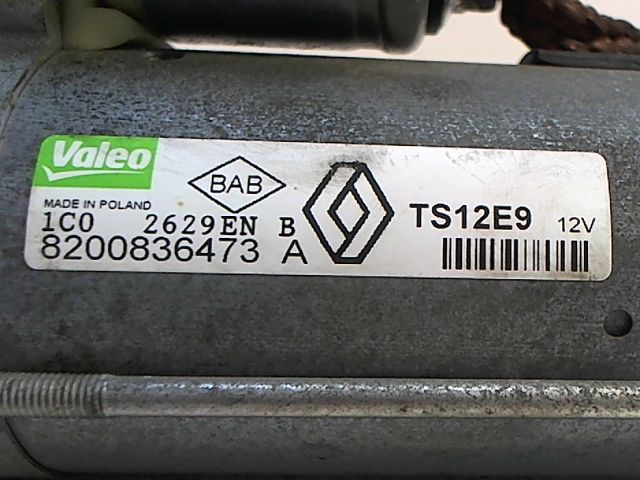 Valeo
BAB
MADE IN POLAND
1C0 2629EN B
8200836473 A
TS12E9 12V